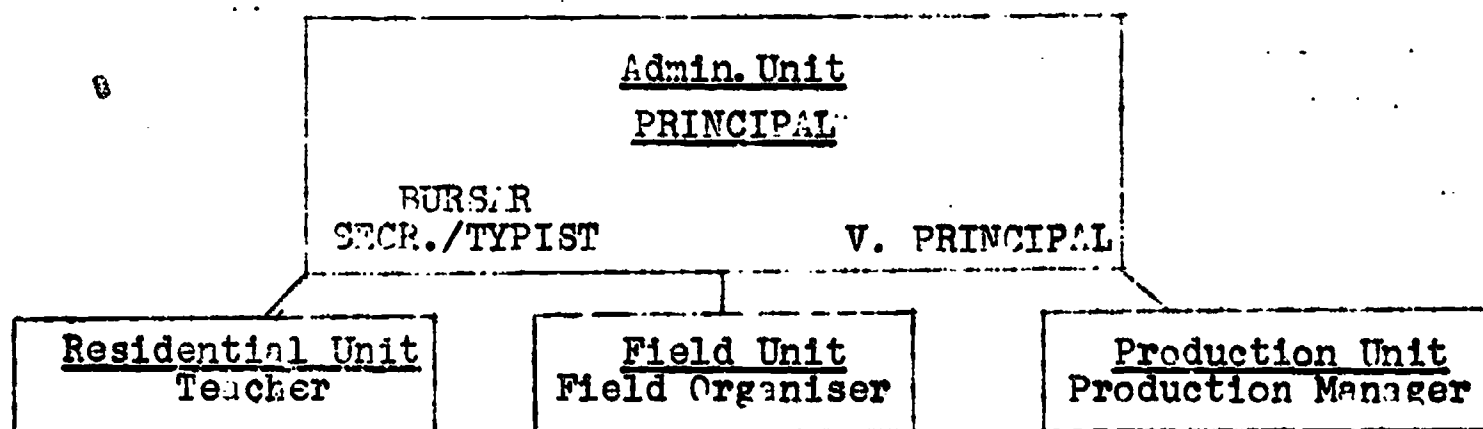 Admin. Unit
PRINCIPAL
BURSAR
SECR./TYPIST
V. PRINCIPAL
Residential Unit
Teacher
Field Unit
Field Organiser
Production Unit
Production Manager